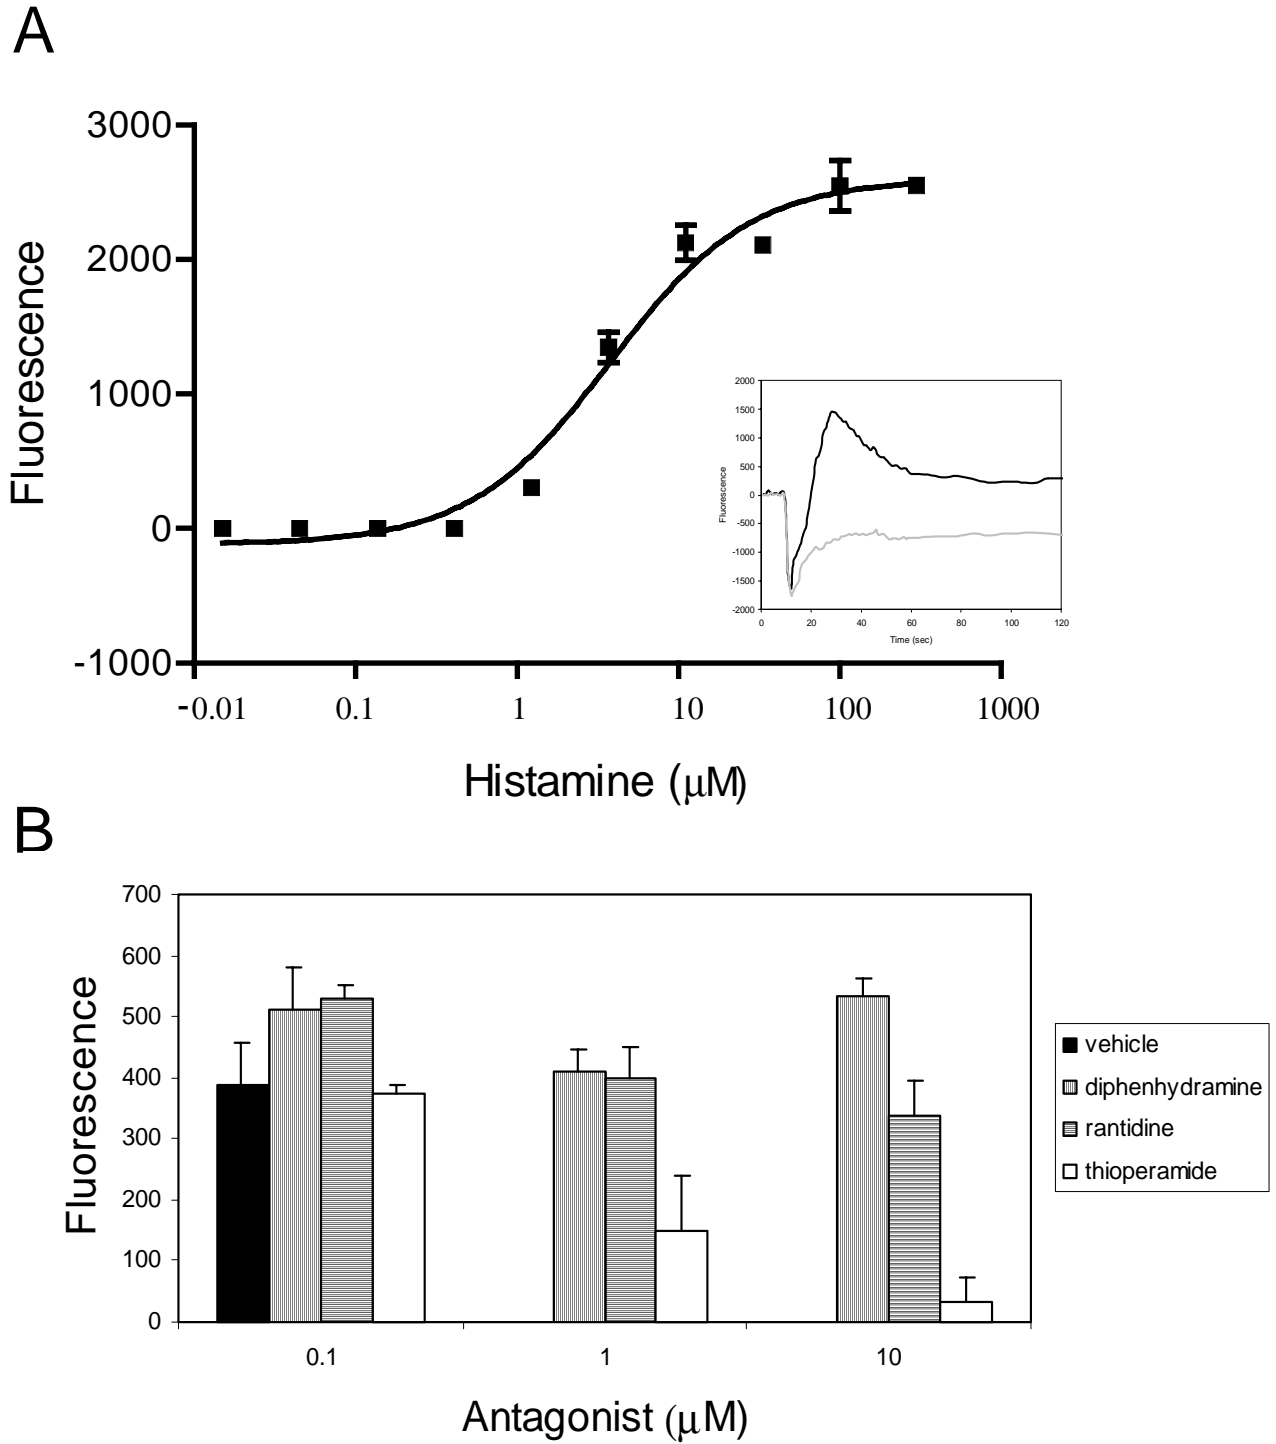 A
3000
2000
1000
0
-1000
Fluorescence
-0.01 0.1 1 10 100 1000
Histamine (μM)
2000
1500
1000
500
0
-500
-1000
-1500
-2000
Fluorescence
0 20 40 60 80 100 120
Time (sec)
B
700
600
500
400
300
200
100
0
Fluorescence
0.1 1 10
Antagonist (μM)
vehicle
diphenhydramine
rantidine
thioperamide